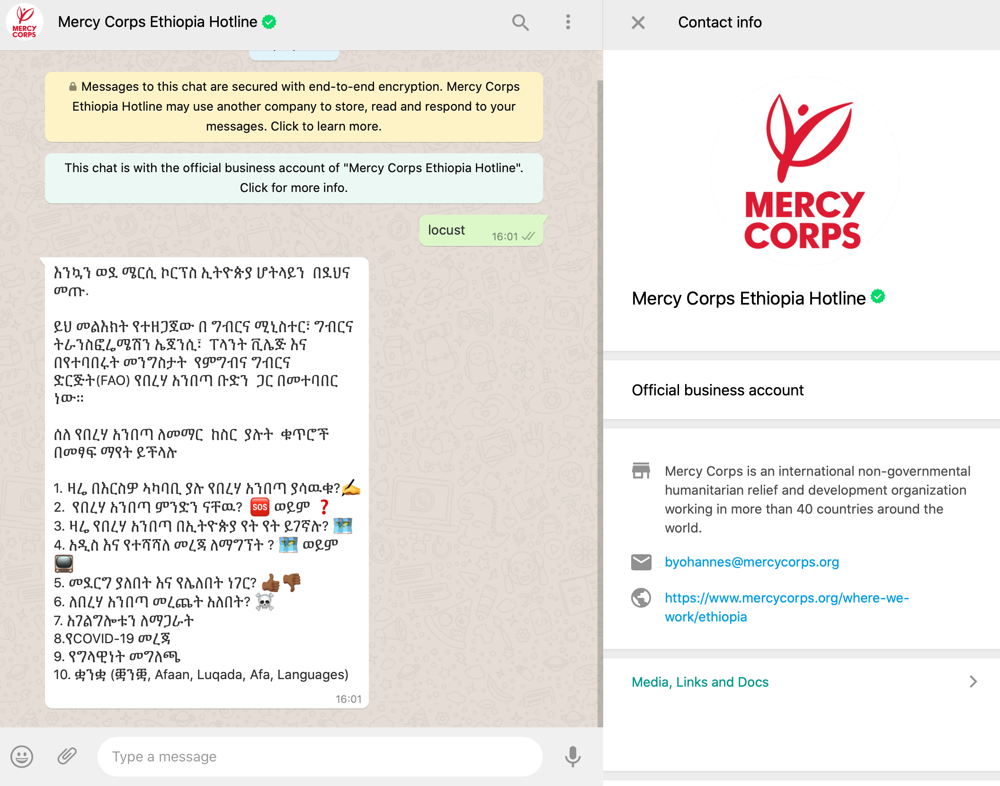 MERCY
CORPS
Mercy Corps Ethiopia Hotline
Messages to this chat are secured with end-to-end encryption. Mercy Corps
Ethiopia Hotline may use another company to store, read and respond to your
messages. Click to learn more.
This chat is with the official business account of "Mercy Corps Ethiopia Hotline".
Click for more info.
locust
16:01
እንኳን ወደ ሜርሲ ኮርፕስ ኢትዮጵያ ሆትላይን በደህና
መጡ.
ይህ መልእክት የተዘጋጀው በ ግብርና ሚኒስተር፣ ግብርና
ትራንስፎሬሜሽን ኤጀንሲ፣ ፕላንት ቪሌጅ እና
በየተባበሩት መንግስታት የምግብና ግብርና
ድርጅት(FAO) የበረሃ አንበጣ ቡድን ጋር በመተባበር
ነው።
ሰለ የበረሃ አንበጣ ለመማር ከስር ያሉት ቁጥሮች
በመፃፍ ማየት ይችላሉ
1. ዛሬ በእርስዎ ኣካባቢ ያሉ የበረሃ አንበጣ ያሳዉቁ?✍
2. የበረሃ አንበጣ ምንድን ናቸዉ? 🆘 ወይም ❓
3. ዛሬ የበረሃ አንበጣ በኢትዮጵያ የት የት ይገኛሉ? 🗺
4. አዲስ እና የተሻሻለ መረጃ ለማግፕት ? 🗺 ወይም
📺
5. መደርግ ያለበት እና የሌለበት ነገር? 👍🏾👎🏾
6. ለበረሃ አንበጣ መረጨት አለበት? ☠
7. አገልግሎቱን ለማጋራት
8.የCOVID-19 መረጃ
9. የግላዊነት መግለጫ
10. ቋንቋ (ቛንቛ, Afaan, Luqada, Afa, Languages)
16:01
Type a message
Contact info
MERCY
CORPS
Mercy Corps Ethiopia Hotline
Official business account
Mercy Corps is an international non-governmental
humanitarian relief and development organization
working in more than 40 countries around the
world.
byohannes@mercycorps.org
https://www.mercycorps.org/where-we-
work/ethiopia
Media, Links and Docs